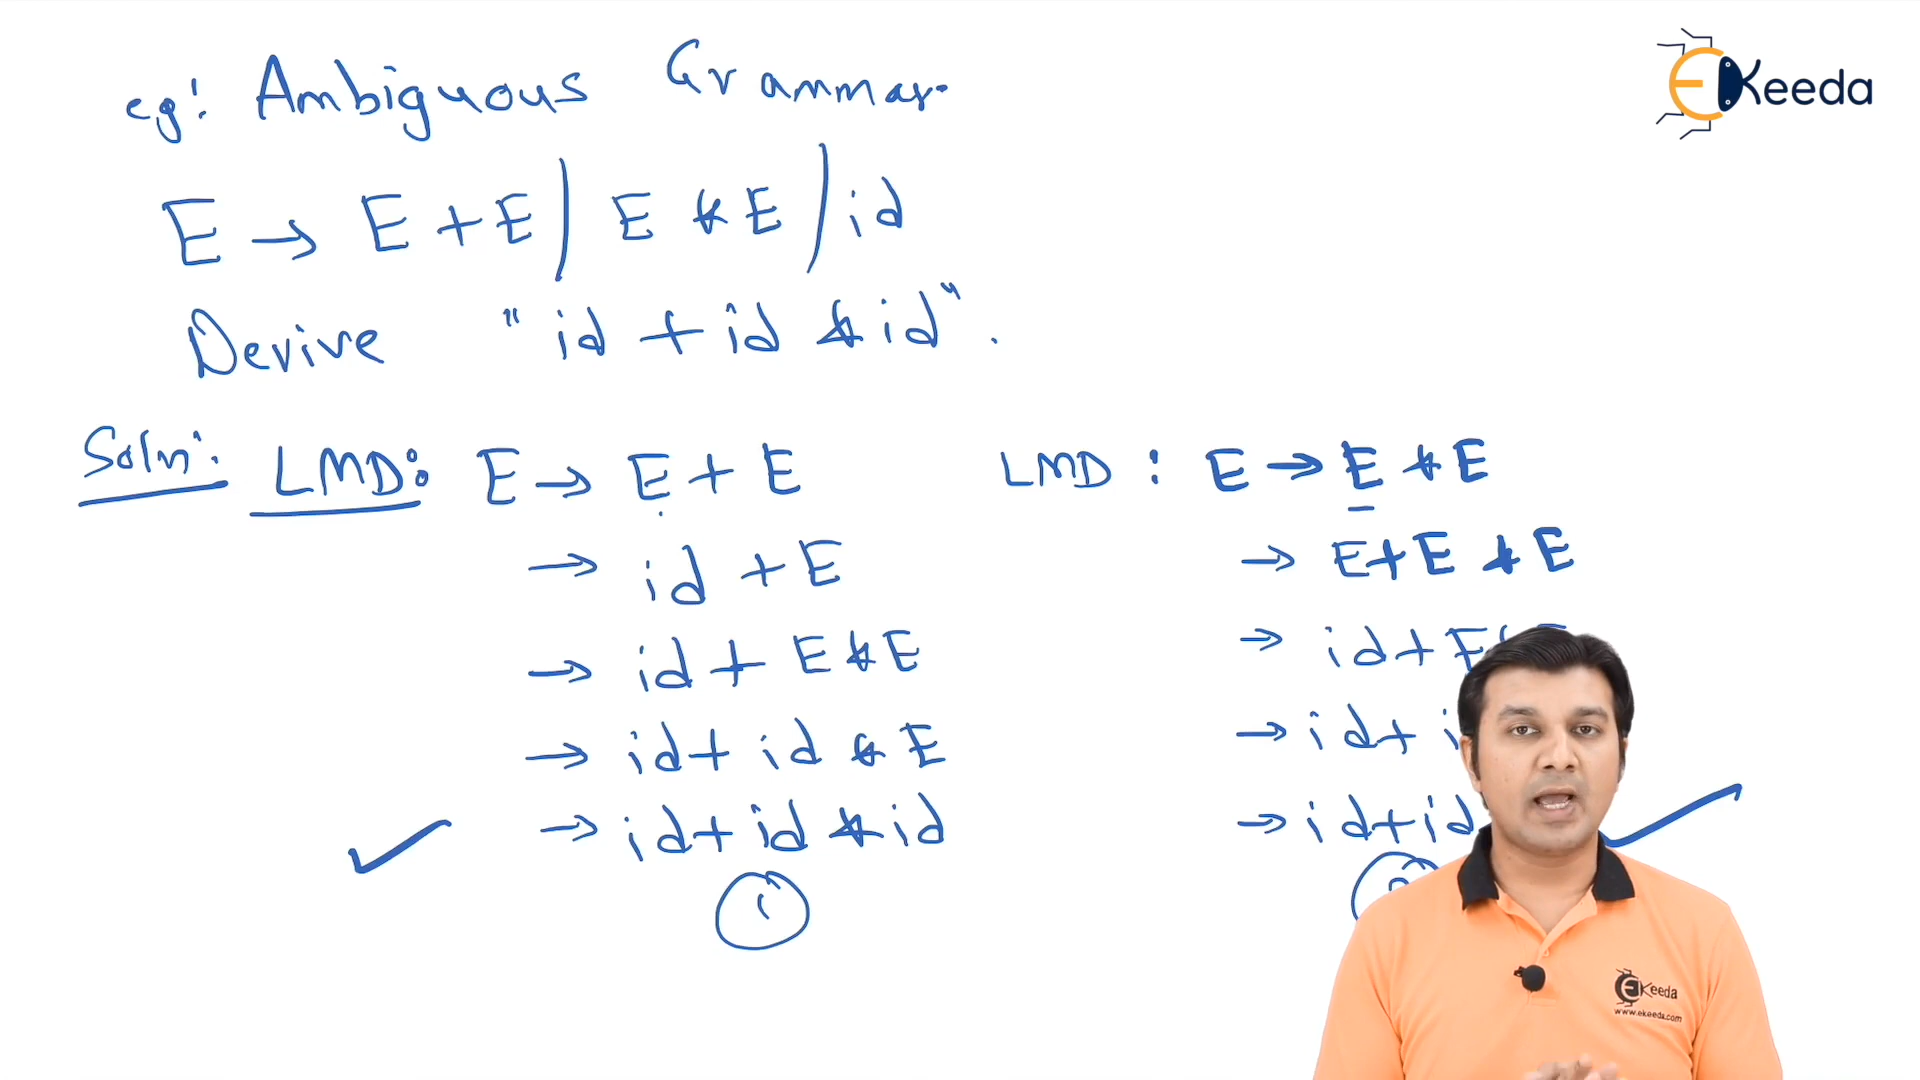 eg: Ambiguous Grammar
EKeeda
E → E + E | E * E | id
Derive "id + id * id".
Soln: LMD: E → E + E
→ id + E
→ id + E * E
→ id + id * E
→ id + id * id
1
LMD : E → E * E
→ E + E * E
→ id + E
→ id +
→ id + id
EKeeda
www.ekeeda.com